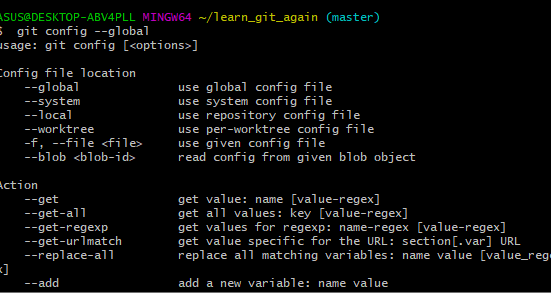 ASUS@DESKTOP-ABV4PLL MINGW64 ~/learn_git_again (master)
$ git config --global
usage: git config [<options>]
Config file location
--global use global config file
--system use system config file
--local use repository config file
--worktree use per-worktree config file
-f, --file <file> use given config file
--blob <blob-id> read config from given blob object
Action
--get get value: name [value-regex]
--get-all get all values: key [value-regex]
--get-regexp get values for regexp: name-regex [value-regex]
--get-urlmatch get value specific for the URL: section[.var] URL
--replace-all replace all matching variables: name value [value_rege
x]
--add add a new variable: name value